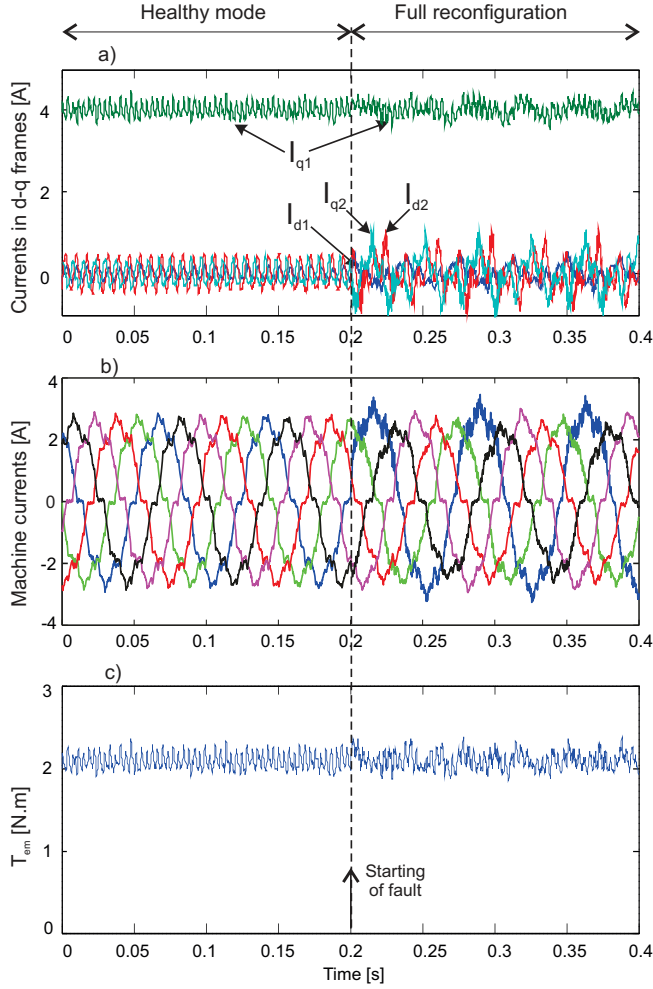 Healthy mode
Full reconfiguration
a)
Currents in d-q frames [A]
4
2
0
I_q1
I_q2
I_d2
I_d1
0 0.05 0.1 0.15 0.2 0.25 0.3 0.35 0.4
b)
Machine currents [A]
4
2
0
-2
-4
0 0.05 0.1 0.15 0.2 0.25 0.3 0.35 0.4
c)
T_em [N.m]
3
2
1
0
Starting
of fault
0 0.05 0.1 0.15 0.2 0.25 0.3 0.35 0.4
Time [s]